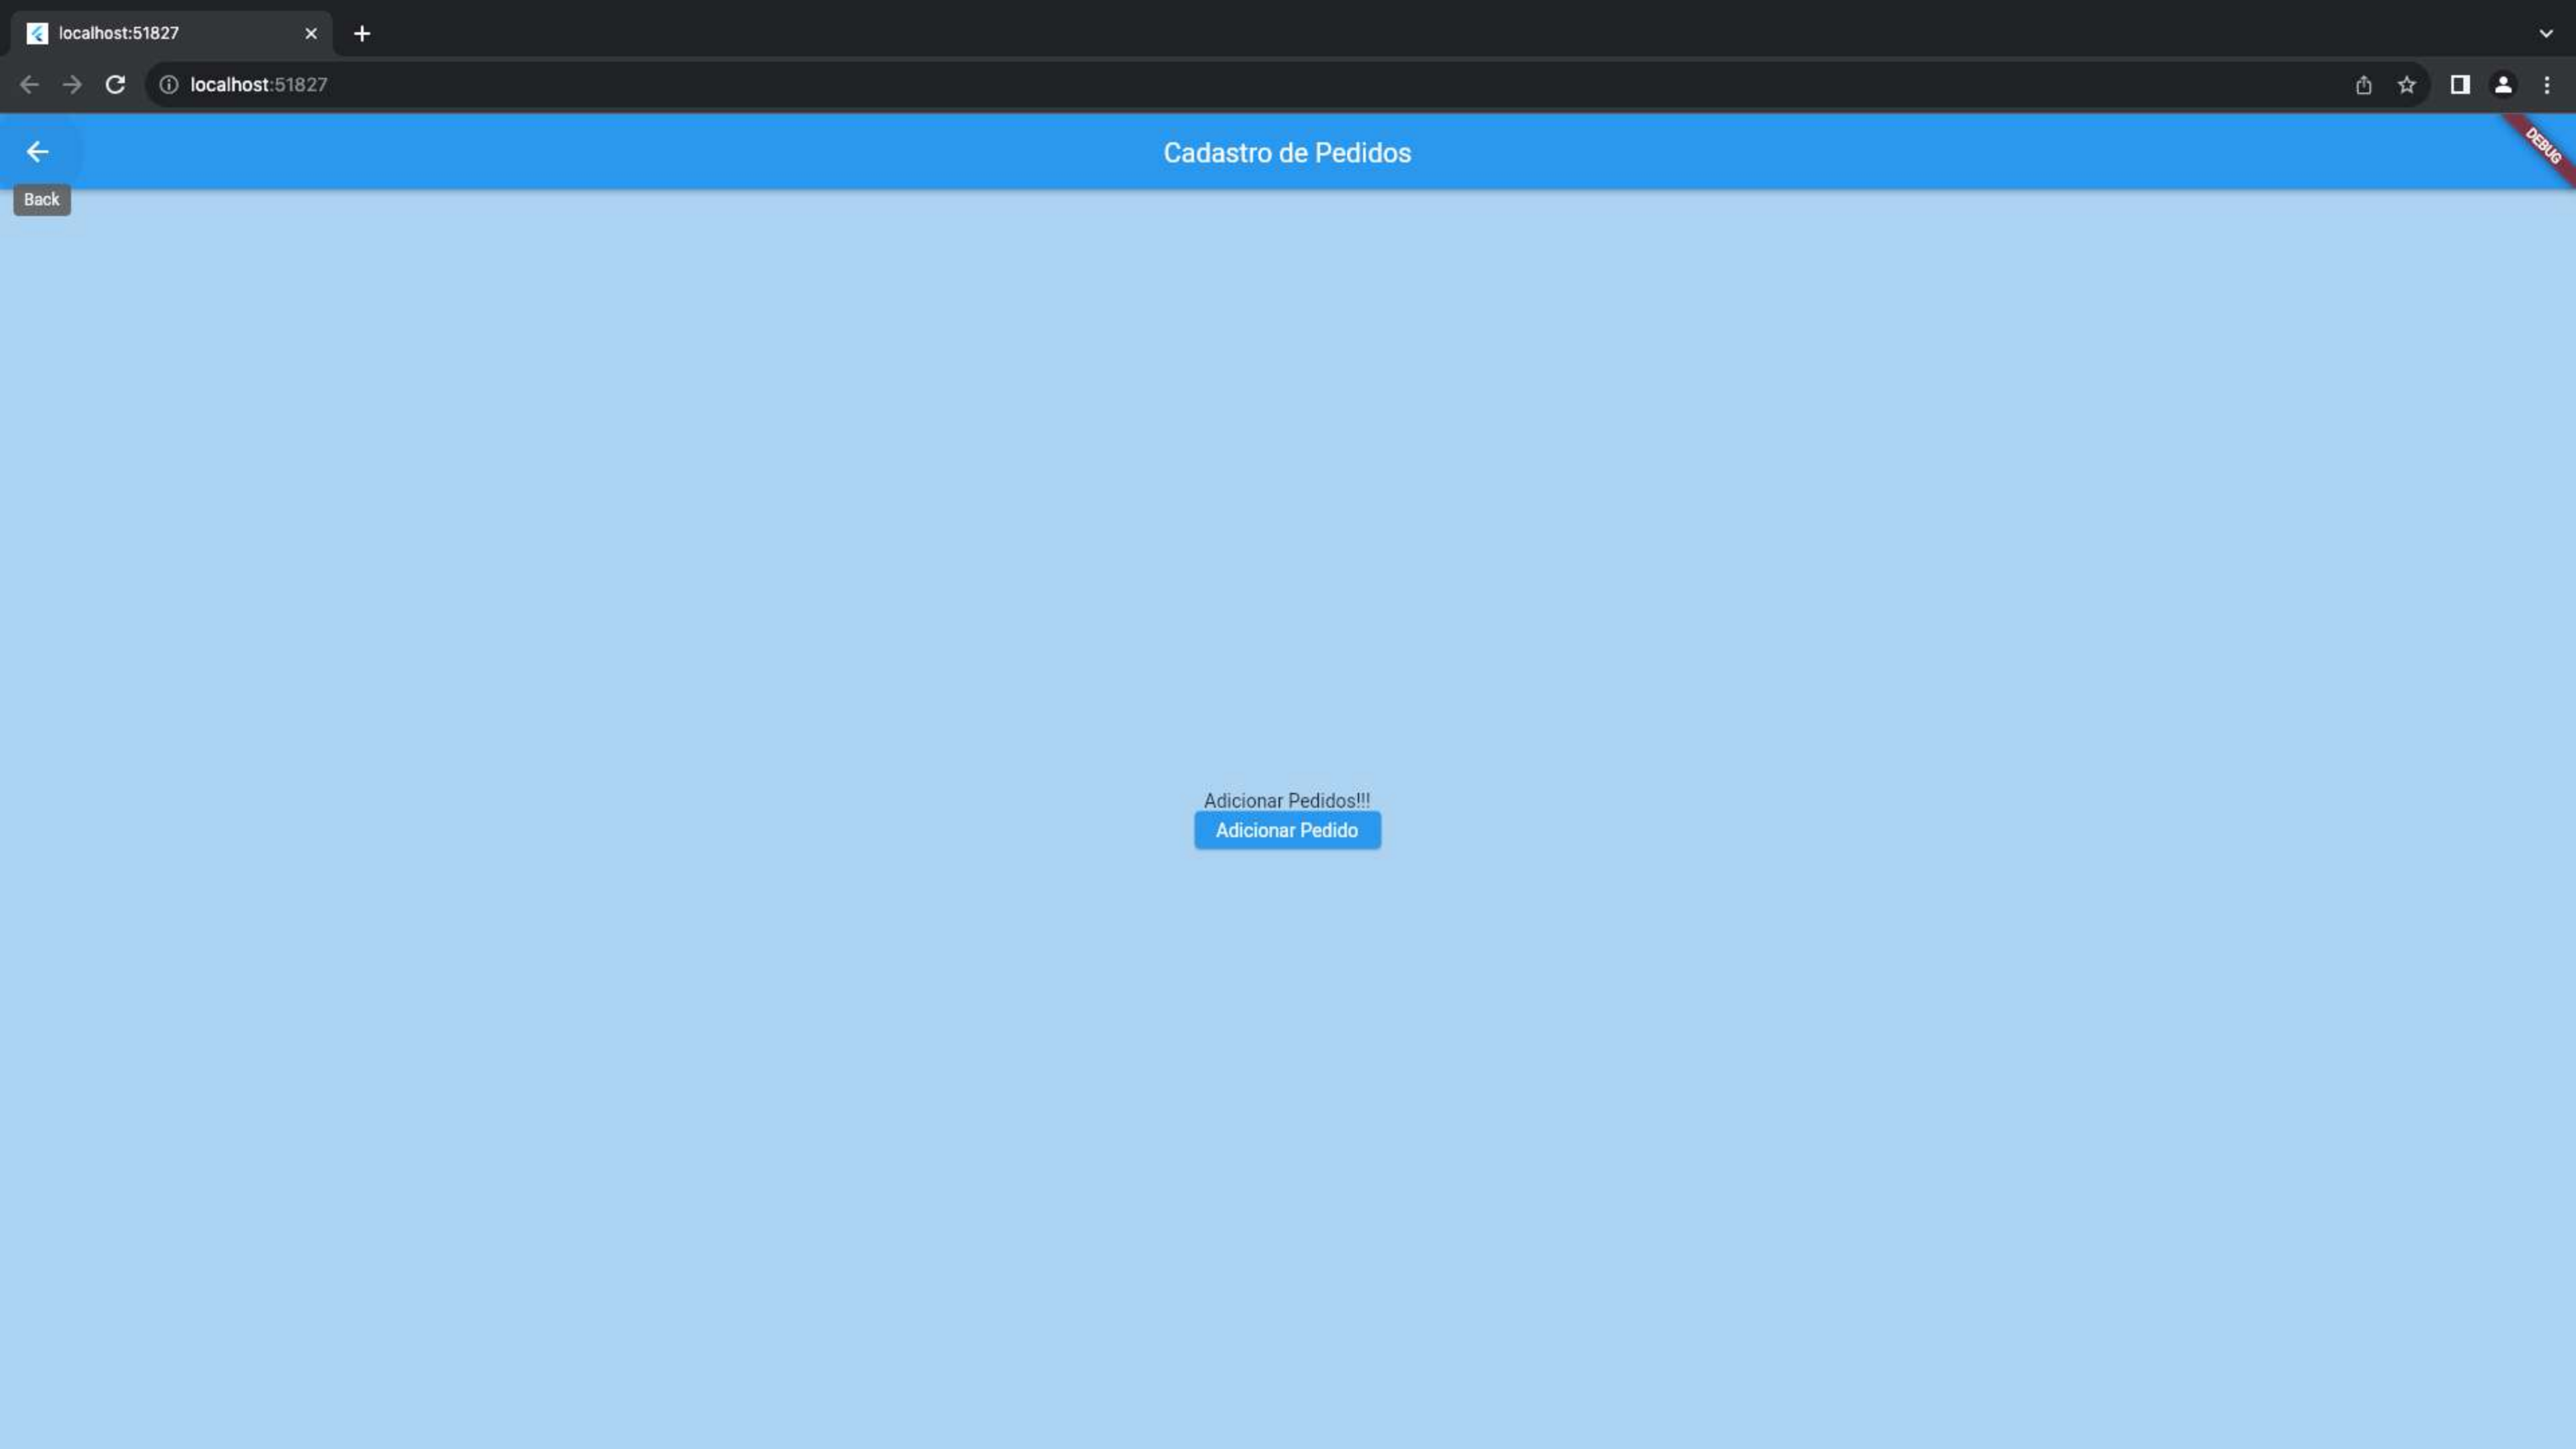 localhost:51827
localhost:51827
Cadastro de Pedidos
DEBUG
Back
Adicionar Pedidos!!!
Adicionar Pedido